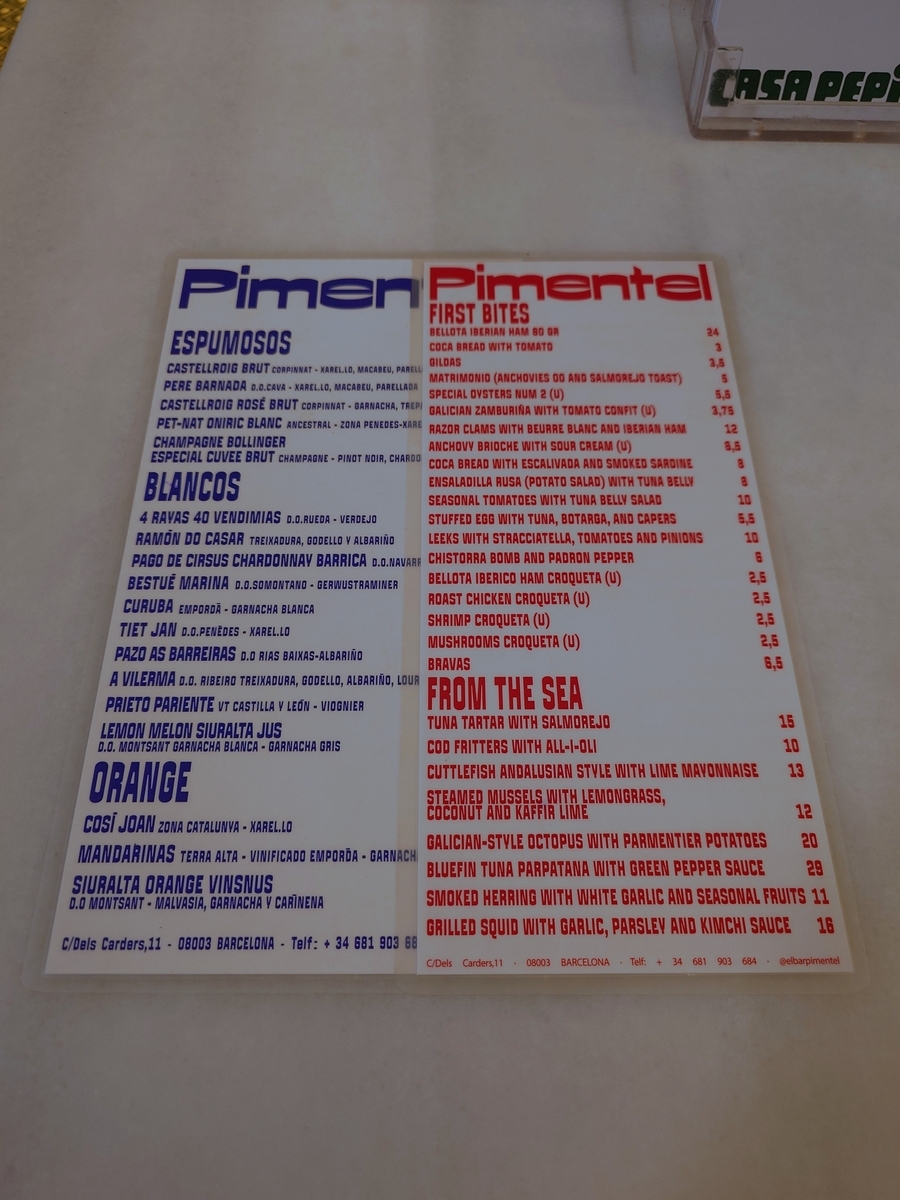 CASA PEPI
Pimen
ESPUMOSOS
CASTELLROIG BRUT CORPINNAT - XAREL.LO, MACABEU, PARELL
PERE BARNADA D.O.CAVA - XAREL.LO, MACABEU, PARELLADA
CASTELLROIG ROSÉ BRUT CORPINNAT - GARNACHA, TREP
PET-NAT ONIRIC BLANC ANCESTRAL - ZONA PENEDES-XARE
CHAMPAGNE BOLLINGER
ESPECIAL CUVEE BRUT CHAMPAGNE - PINOT NOIR, CHARDO
BLANCOS
4 RAYAS 40 VENDIMIAS D.O.RUEDA - VERDEJO
RAMÓN DO CASAR TREIXADURA, GODELLO Y ALBARIÑO
PAGO DE CIRSUS CHARDONNAY BARRICA D.O.NAVARR
BESTUÉ MARINA D.O.SOMONTANO - GERWUSTRAMINER
CURUBA EMPORDÀ - GARNACHA BLANCA
TIET JAN D.O.PENÈDES - XAREL.LO
PAZO AS BARREIRAS D.O RIAS BAIXAS-ALBARIÑO
A VILERMA D.O. RIBEIRO TREIXADURA, GODELLO, ALBARIÑO, LOUR
PRIETO PARIENTE VT CASTILLA Y LEÓN - VIOGNIER
LEMON MELON SIURALTA JUS
D.O. MONTSANT GARNACHA BLANCA - GARNACHA GRIS
ORANGE
COSÍ JOAN ZONA CATALUNYA - XAREL.LO
MANDARINAS TERRA ALTA - VINIFICADO EMPORDÀ - GARNACH
SIURALTA ORANGE VINSNUS
D.O MONTSANT - MALVASIA, GARNACHA Y CARIÑENA
C/Dels Carders,11 - 08003 BARCELONA - Telf: + 34 681 903 68
Pimentel
FIRST BITES
BELLOTA IBERIAN HAM 80 GR 24
COCA BREAD WITH TOMATO 3
GILDAS 3,5
MATRIMONIO (ANCHOVIES OO AND SALMOREJO TOAST) 5
SPECIAL OYSTERS NUM 2 (U) 5,5
GALICIAN ZAMBURIÑA WITH TOMATO CONFIT (U) 3,75
RAZOR CLAMS WITH BEURRE BLANC AND IBERIAN HAM 12
ANCHOVY BRIOCHE WITH SOUR CREAM (U)
COCA BREAD WITH ESCALIVADA AND SMOKED SARDINE 8
ENSALADILLA RUSA (POTATO SALAD) WITH TUNA BELLY 8
SEASONAL TOMATOES WITH TUNA BELLY SALAD 10
STUFFED EGG WITH TUNA, BOTARGA, AND CAPERS 5,5
LEEKS WITH STRACCIATELLA, TOMATOES AND PINIONS 10
CHISTORRA BOMB AND PADRON PEPPER 6
BELLOTA IBERICO HAM CROQUETA (U) 2,5
ROAST CHICKEN CROQUETA (U) 2,5
SHRIMP CROQUETA (U) 2,5
MUSHROOMS CROQUETA (U) 2,5
BRAVAS 6,5
FROM THE SEA
TUNA TARTAR WITH SALMOREJO 15
COD FRITTERS WITH ALL-I-OLI 10
CUTTLEFISH ANDALUSIAN STYLE WITH LIME MAYONNAISE 13
STEAMED MUSSELS WITH LEMONGRASS,
COCONUT AND KAFFIR LIME 12
GALICIAN-STYLE OCTOPUS WITH PARMENTIER POTATOES 20
BLUEFIN TUNA PARPATANA WITH GREEN PEPPER SAUCE 29
SMOKED HERRING WITH WHITE GARLIC AND SEASONAL FRUITS 11
GRILLED SQUID WITH GARLIC, PARSLEY AND KIMCHI SAUCE 16
C/Dels Carders,11 · 08003 BARCELONA · Telf: + 34 681 903 684 · @elbarpimentel